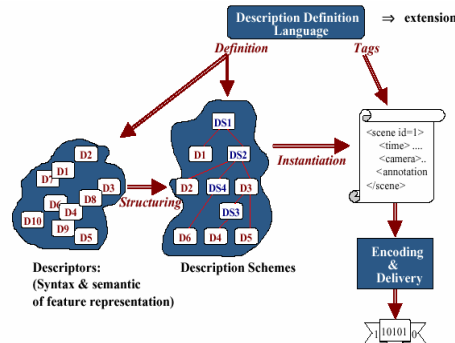 Description Definition
Language
⇒ extension
Definition
Tags
D2
D7
D1
D3
D6
D8
D4
D10
D9
D5
Structuring
DS1
D1
DS2
D2
DS4
D3
DS3
D6
D4
D5
Instantiation
<scene id=1>
<time> ....
<camera>..
<annotation
</scene>
Descriptors:
(Syntax & semantic
of feature representation)
Description Schemes
Encoding
&
Delivery
1 10101 0